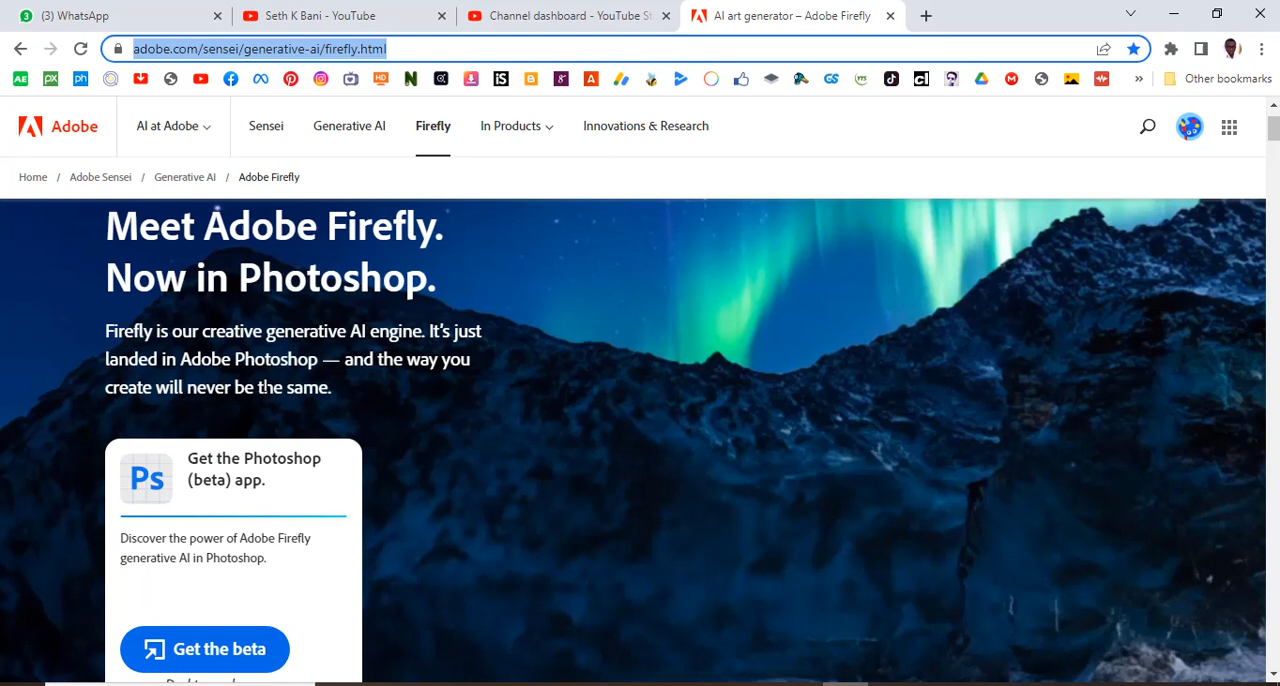 (3) WhatsApp
Seth K Bani - YouTube
Channel dashboard - YouTube St
AI art generator – Adobe Firefly
adobe.com/sensei/generative-ai/firefly.html
Other bookmarks
Adobe
AI at Adobe
Sensei
Generative AI
Firefly
In Products
Innovations & Research
Home / Adobe Sensei / Generative AI / Adobe Firefly
Meet Adobe Firefly.
Now in Photoshop.
Firefly is our creative generative AI engine. It's just
landed in Adobe Photoshop — and the way you
create will never be the same.
Ps
Get the Photoshop
(beta) app.
Discover the power of Adobe Firefly
generative AI in Photoshop.
Get the beta